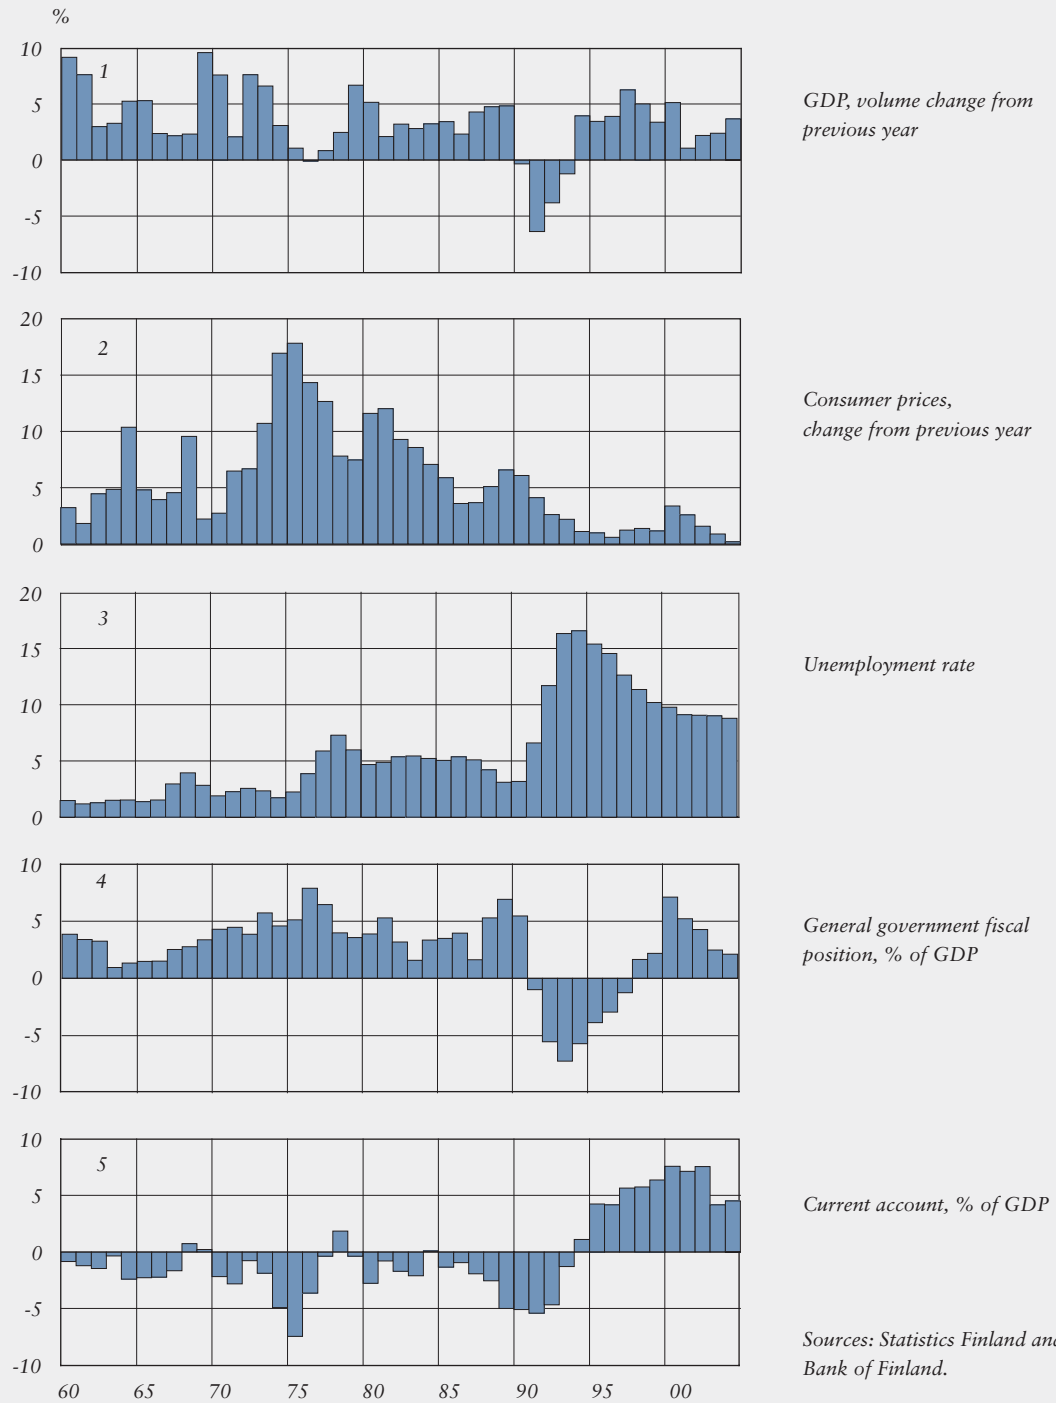 %
10
5
0
-5
-10
1
GDP, volume change from
previous year
20
15
10
5
0
2
Consumer prices,
change from previous year
20
15
10
5
0
3
Unemployment rate
10
5
0
-5
-10
4
General government fiscal
position, % of GDP
10
5
0
-5
-10
5
Current account, % of GDP
60 65 70 75 80 85 90 95 00
Sources: Statistics Finland and
Bank of Finland.